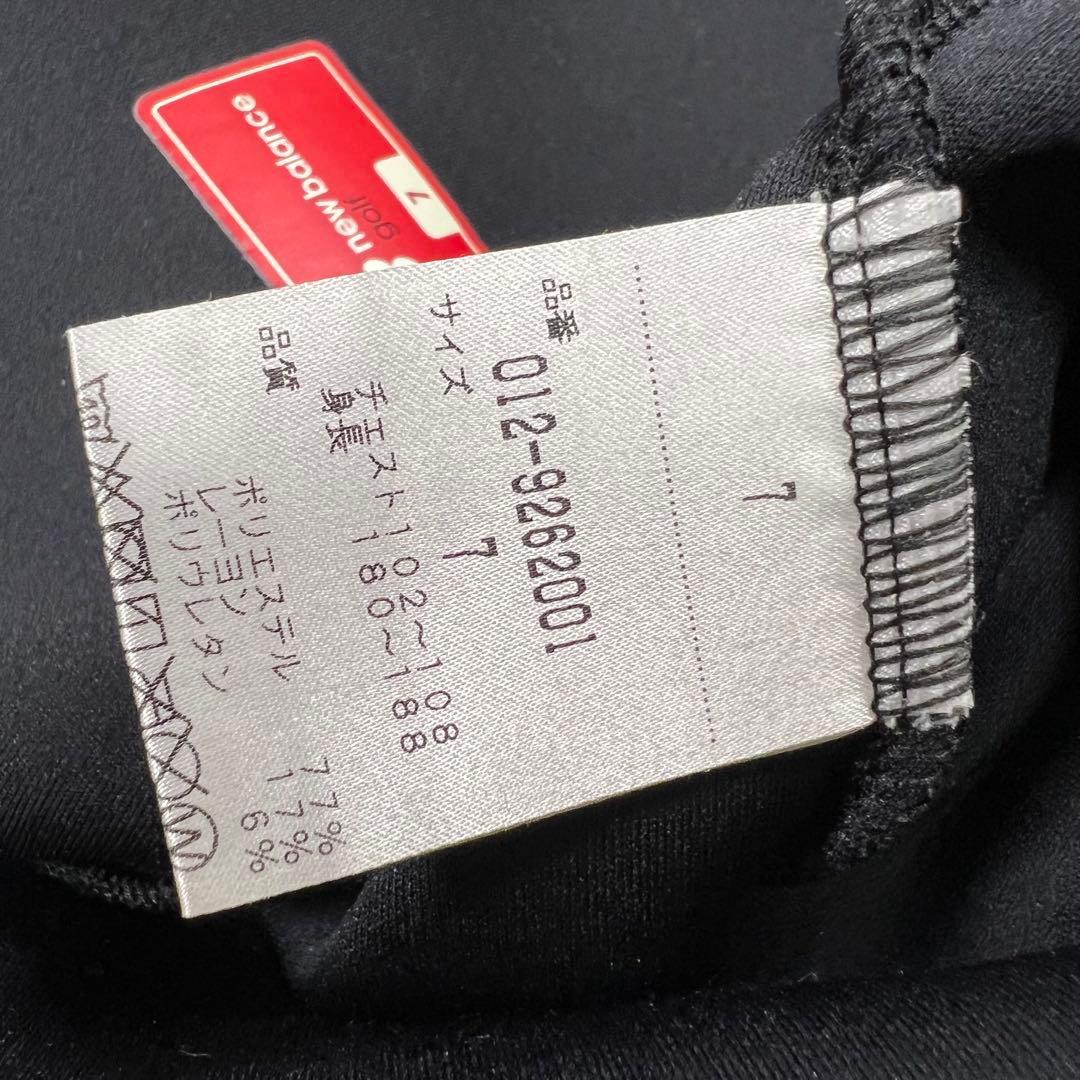 7
new balance
golf
7
品番
012-9262001
サイズ 7
チェスト 102~108
身長 180~188
品質
ポリエステル 77%
レーヨン 17%
ポリウレタン 6%
W